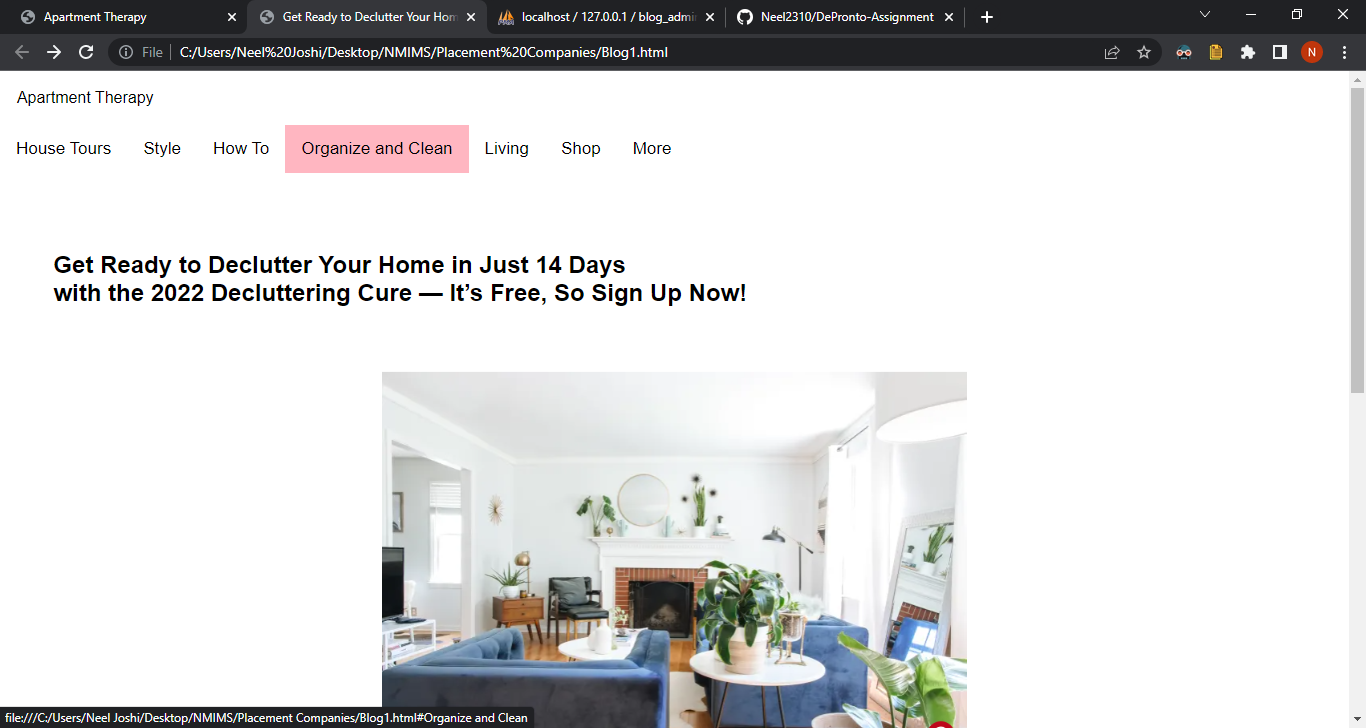 Apartment Therapy
Get Ready to Declutter Your Hom
localhost / 127.0.0.1 / blog_admi
Neel2310/DePronto-Assignment
File
C:/Users/Neel%20Joshi/Desktop/NMIMS/Placement%20Companies/Blog1.html
N
Apartment Therapy
House Tours Style How To Organize and Clean Living Shop More
Get Ready to Declutter Your Home in Just 14 Days
with the 2022 Decluttering Cure — It’s Free, So Sign Up Now!
file:///C:/Users/Neel Joshi/Desktop/NMIMS/Placement Companies/Blog1.html#Organize and Clean